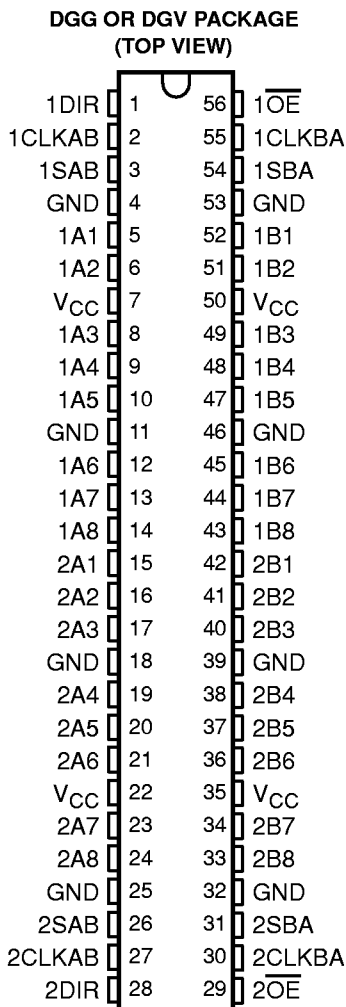 DGG OR DGV PACKAGE
(TOP VIEW)
1DIR 1 56 1OE
1CLKAB 2 55 1CLKBA
1SAB 3 54 1SBA
GND 4 53 GND
1A1 5 52 1B1
1A2 6 51 1B2
VCC 7 50 VCC
1A3 8 49 1B3
1A4 9 48 1B4
1A5 10 47 1B5
GND 11 46 GND
1A6 12 45 1B6
1A7 13 44 1B7
1A8 14 43 1B8
2A1 15 42 2B1
2A2 16 41 2B2
2A3 17 40 2B3
GND 18 39 GND
2A4 19 38 2B4
2A5 20 37 2B5
2A6 21 36 2B6
VCC 22 35 VCC
2A7 23 34 2B7
2A8 24 33 2B8
GND 25 32 GND
2SAB 26 31 2SBA
2CLKAB 27 30 2CLKBA
2DIR 28 29 2OE